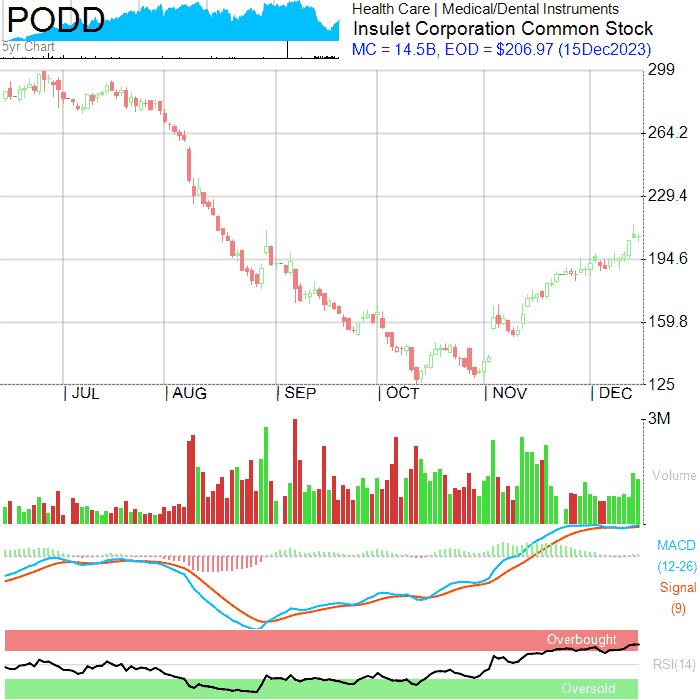 PODD
5yr Chart
Health Care | Medical/Dental Instruments
Insulet Corporation Common Stock
MC = 14.5B, EOD = $206.97 (15Dec2023)
299
264.2
229.4
194.6
159.8
125
| JUL | AUG | SEP | OCT | NOV | DEC
3M
Volume
MACD
(12-26)
Signal
(9)
Overbought
RSI(14)
Oversold